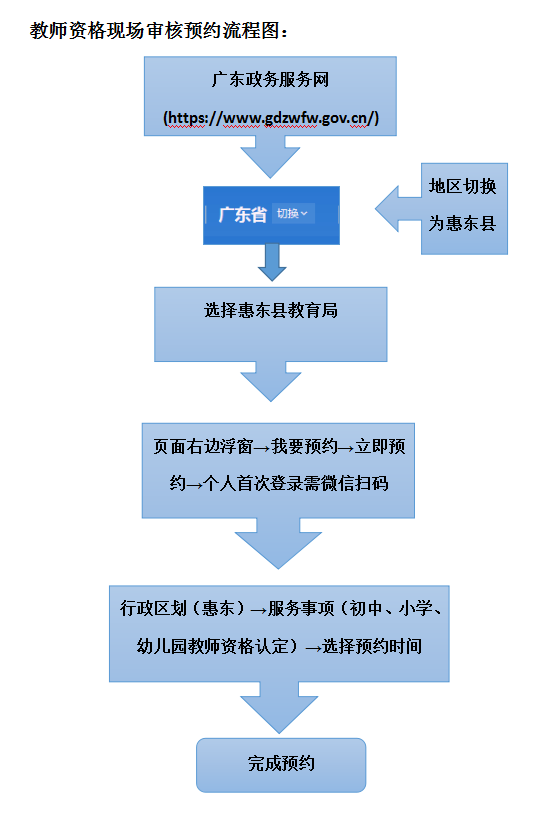 教师资格现场审核预约流程图：
广东政务服务网
(https://www.gdzwfw.gov.cn/)
广东省 切换
地区切换
为惠东县
选择惠东县教育局
页面右边浮窗→我要预约→立即预
约→个人首次登录需微信扫码
行政区划（惠东）→服务事项（初中、小学、
幼儿园教师资格认定）→选择预约时间
完成预约